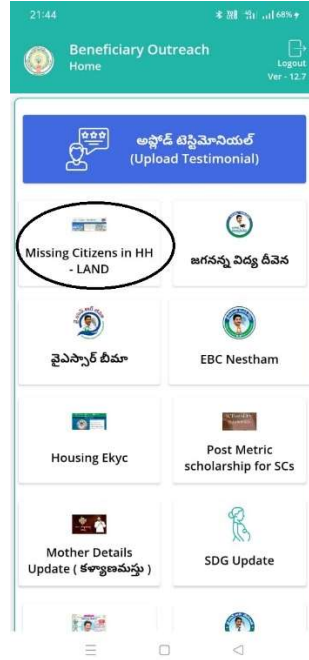 21:44
68%
Beneficiary Outreach
Home
Logout
Ver - 12.7
అప్లోడ్ టెస్టిమోనియల్
(Upload Testimonial)
Missing Citizens in HH
- LAND
జగనన్న విద్య దీవెన
వైఎస్సార్ బీమా
EBC Nestham
Housing Ekyc
Post Metric
scholarship for SCs
Mother Details
Update ( కళ్యాణమస్తు )
SDG Update